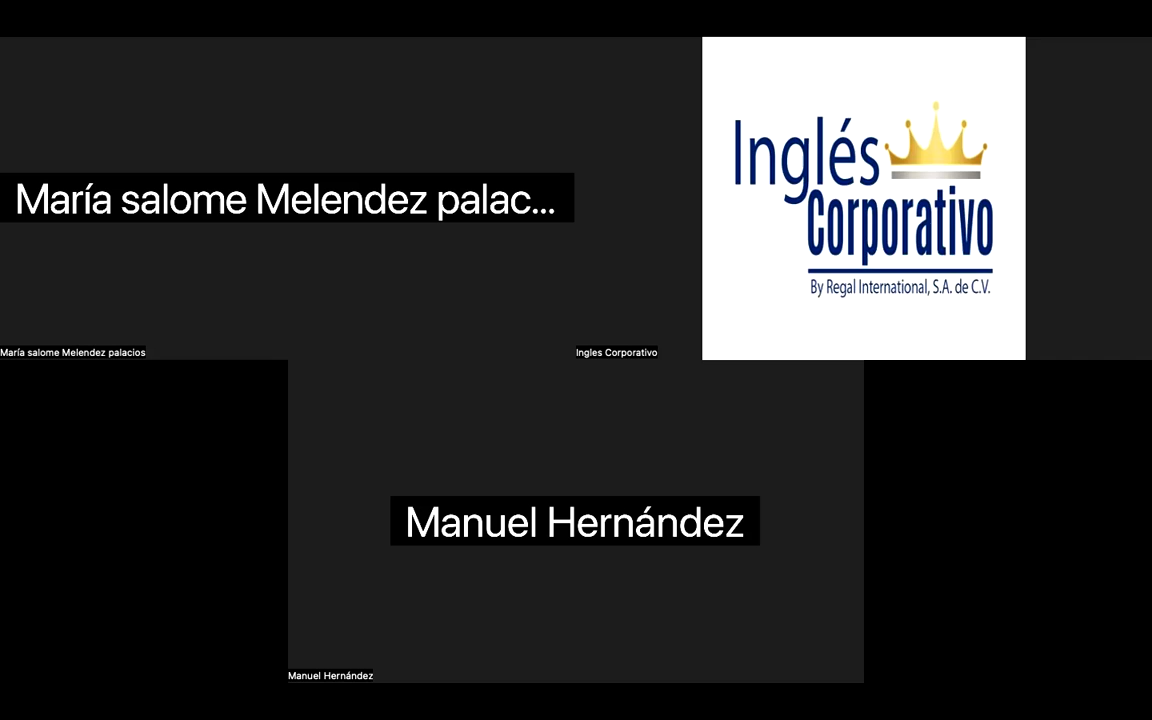 María salome Melendez palac...
María salome Melendez palacios
Inglés
Corporativo
By Regal International, S.A. de C.V.
Ingles Corporativo
Manuel Hernández
Manuel Hernández